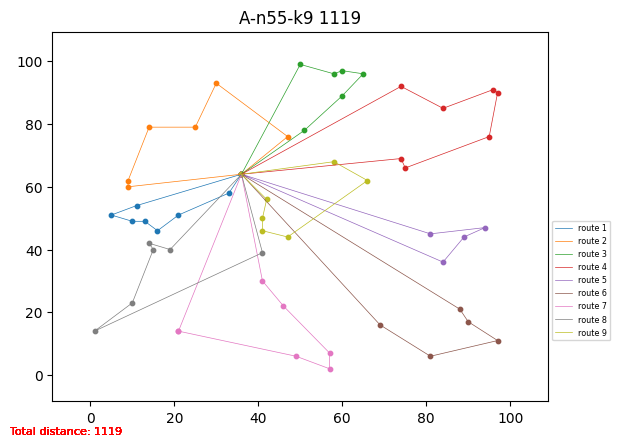 A-n55-k9 1119
100
80
60
40
20
0
0 20 40 60 80 100
route 1
route 2
route 3
route 4
route 5
route 6
route 7
route 8
route 9
Total distance: 1119